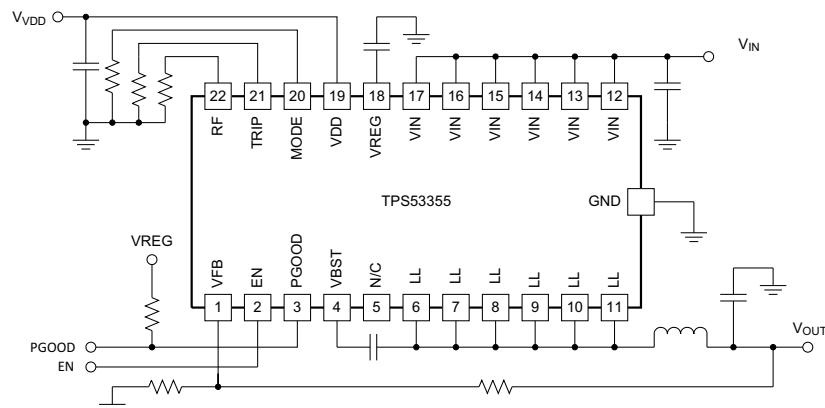 VVDD
VIN
22 21 20 19 18 17 16 15 14 13 12
RF TRIP MODE VDD VREG VIN VIN VIN VIN VIN VIN
TPS53355
GND
VREG
VFB EN PGOOD VBST N/C LL LL LL LL LL LL
1 2 3 4 5 6 7 8 9 10 11
VOUT
PGOOD
EN